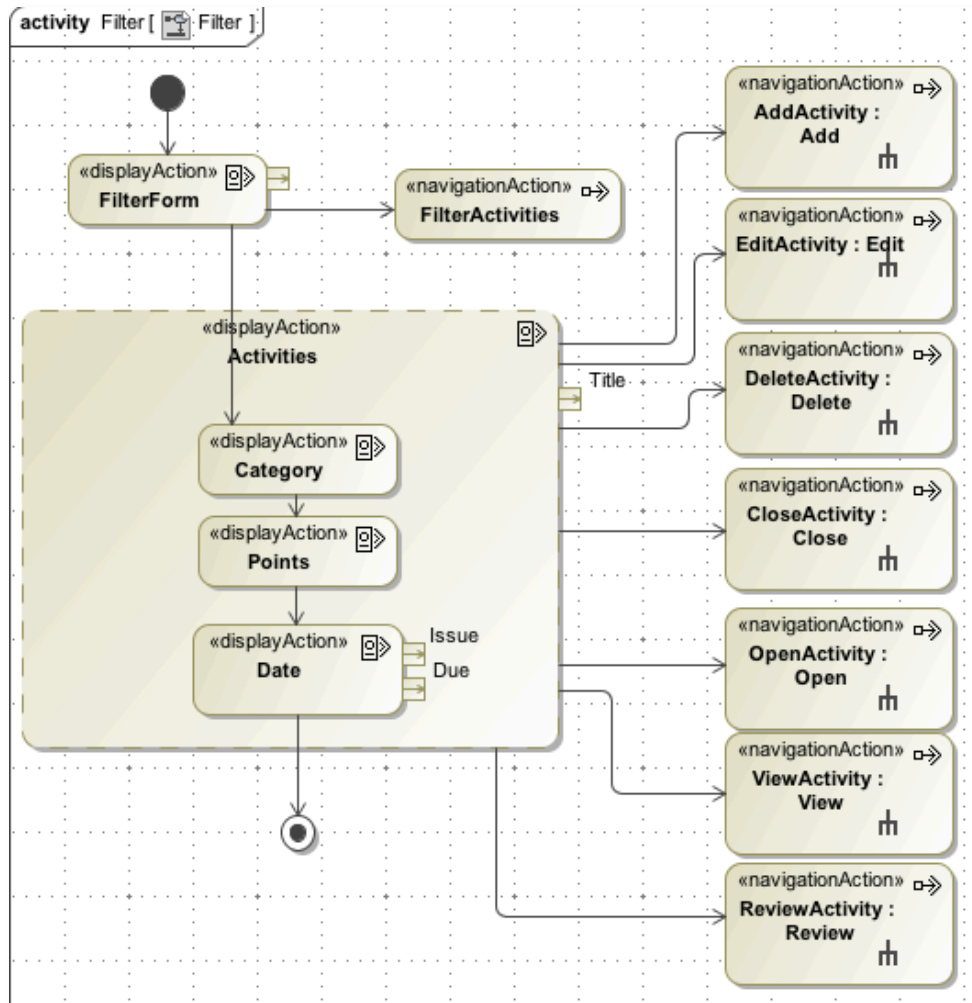 activity Filter [ Filter ]
«displayAction»
FilterForm
«navigationAction»
FilterActivities
«displayAction»
Activities
Title
«displayAction»
Category
«displayAction»
Points
«displayAction»
Date
Issue
Due
«navigationAction»
AddActivity :
Add
«navigationAction»
EditActivity : Edit
«navigationAction»
DeleteActivity :
Delete
«navigationAction»
CloseActivity :
Close
«navigationAction»
OpenActivity :
Open
«navigationAction»
ViewActivity :
View
«navigationAction»
ReviewActivity :
Review